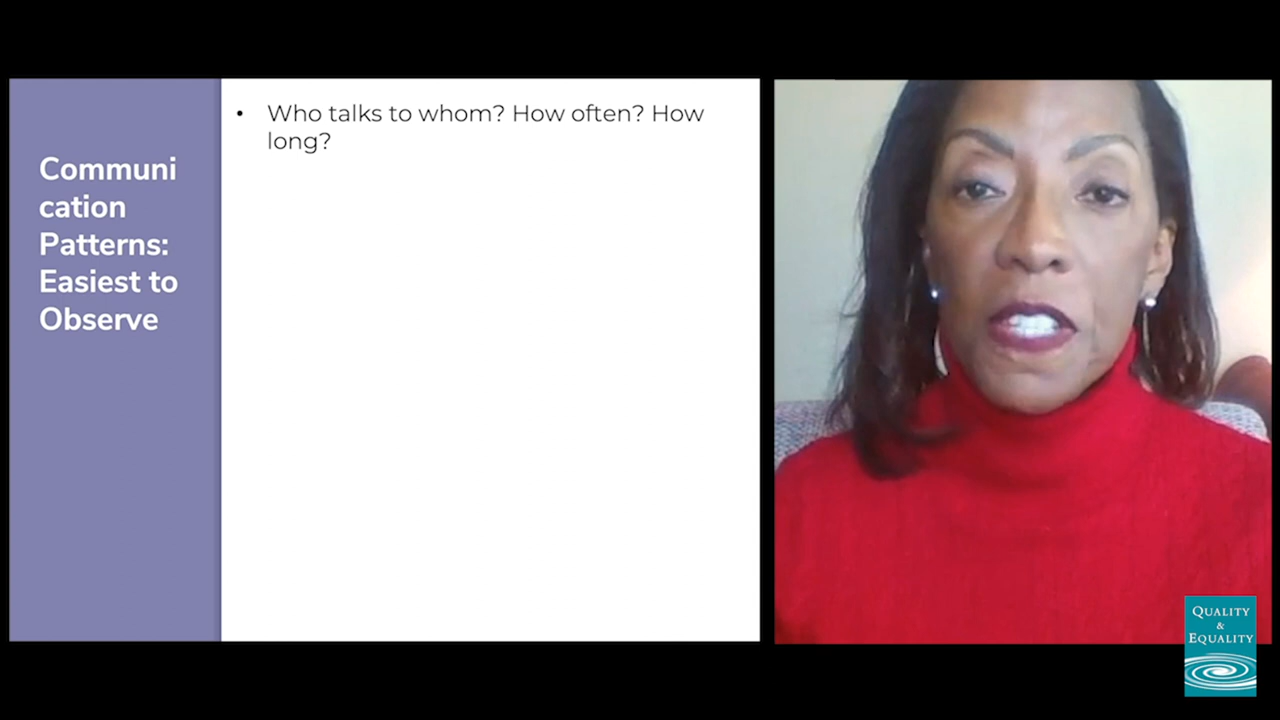 Communi
cation
Patterns:
Easiest to
Observe
• Who talks to whom? How often? How
long?
QUALITY
&
EQUALITY